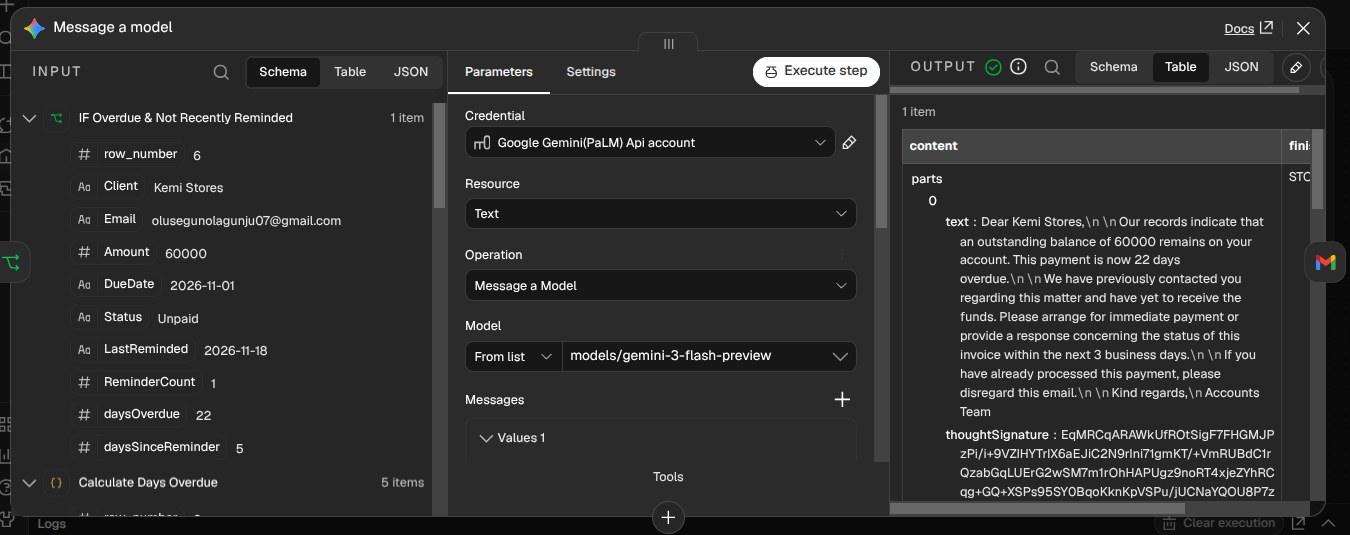 Message a model
Docs
INPUT
Schema
Table
JSON
IF Overdue & Not Recently Reminded
1 item
# row_number 6
Aa Client Kemi Stores
Aa Email olusegunolagunju07@gmail.com
# Amount 60000
Aa DueDate 2026-11-01
Aa Status Unpaid
Aa LastReminded 2026-11-18
# ReminderCount 1
# daysOverdue 22
# daysSinceReminder 5
Calculate Days Overdue
5 items
Logs
Parameters
Settings
Execute step
Credential
Google Gemini(PaLM) Api account
Resource
Text
Operation
Message a Model
Model
From list
models/gemini-3-flash-preview
Messages
Values 1
Tools
OUTPUT
Schema
Table
JSON
1 item
content
parts
0
text : Dear Kemi Stores,\n \n Our records indicate that
an outstanding balance of 60000 remains on your
account. This payment is now 22 days
overdue.\n \n We have previously contacted you
regarding this matter and have yet to receive the
funds. Please arrange for immediate payment or
provide a response concerning the status of this
invoice within the next 3 business days.\n \n If you
have already processed this payment, please
disregard this email.\n \n Kind regards,\n Accounts
Team
thoughtSignature : EqMRCqARAWkUfROtSigF7FHGMJP
zPi/i+9VZlHYTrIX6aEJiC2N9rIni71gmKT/+VmRUBdC1r
QzabGqLUErG2wSM7m1rOhHAPUgz9noRT4xjeZYhRC
qg+GQ+XSPs95SY0BqoKknKpVSPu/jUCNaYQOU8P7z
Clear execution